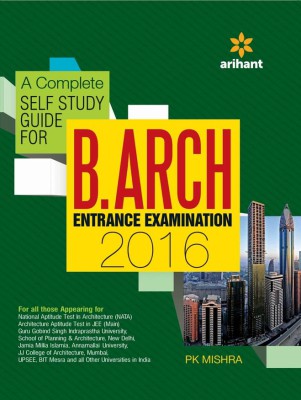 arihant
A Complete
SELF STUDY
GUIDE
FOR
B.ARCH
ENTRANCE EXAMINATION
2016
For all those Appearing for
National Aptitude Test In Architecture (NATA)
Architecture Aptitude Test in JEE (Main)
Guru Gobind Singh Indraprastha University,
School of Planning & Architecture, New Delhi,
Jamia Millia Islamia, Annamallai University,
JJ College of Architecture, Mumbai,
UPSEE, BIT Mesra and all Other Universities in India
PK MISHRA